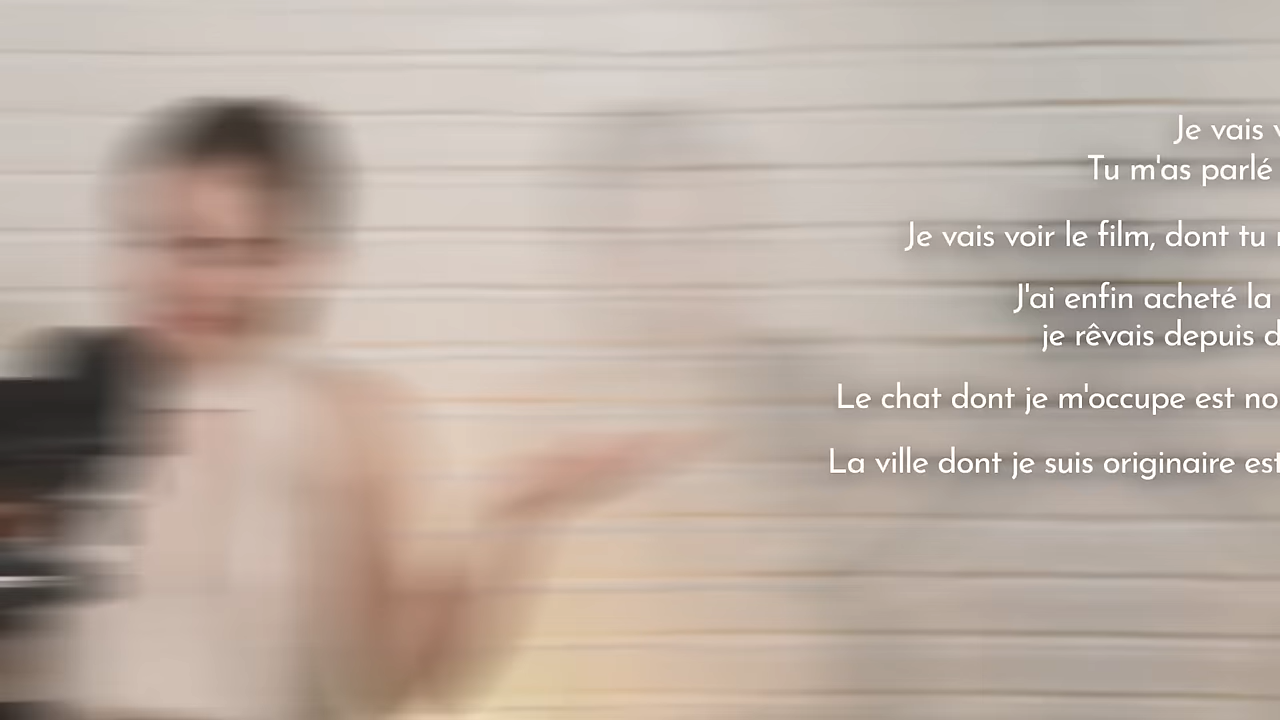 Je vais
Tu m'as parlé
Je vais voir le film, dont tu
J'ai enfin acheté la
je rêvais depuis
Le chat dont je m'occupe est
La ville dont je suis originaire